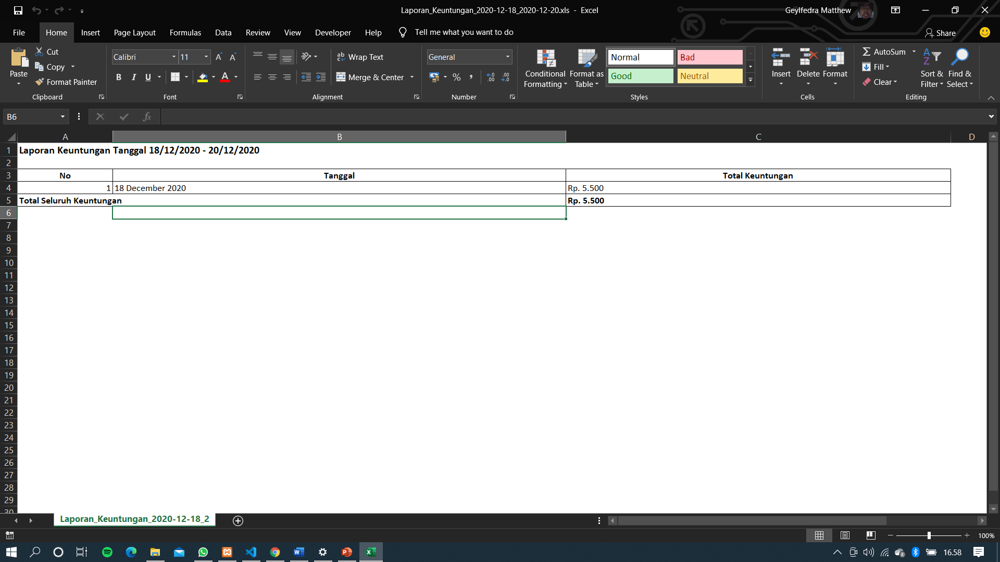 Laporan_Keuntungan_2020-12-18_2020-12-20.xls - Excel
Geylfedra Matthew
File Home Insert Page Layout Formulas Data Review View Developer Help Tell me what you want to do Share
Paste
Cut
Copy
Format Painter
Clipboard
Calibri 11
B I U A
Font
Wrap Text
Merge & Center
Alignment
General
% ,
Number
Conditional Formatting
Format as Table
Normal Bad
Good Neutral
Styles
Insert Delete Format
Cells
AutoSum
Fill
Clear
Sort & Filter
Find & Select
Editing
B6 fx
A B C D
1 Laporan Keuntungan Tanggal 18/12/2020 - 20/12/2020
2
3 No Tanggal Total Keuntungan
4 1 18 December 2020 Rp. 5.500
5 Total Seluruh Keuntungan Rp. 5.500
6
7
8
9
10
11
12
13
14
15
16
17
18
19
20
21
22
23
24
25
26
27
28
29
30
Laporan_Keuntungan_2020-12-18_2
100%
16.58